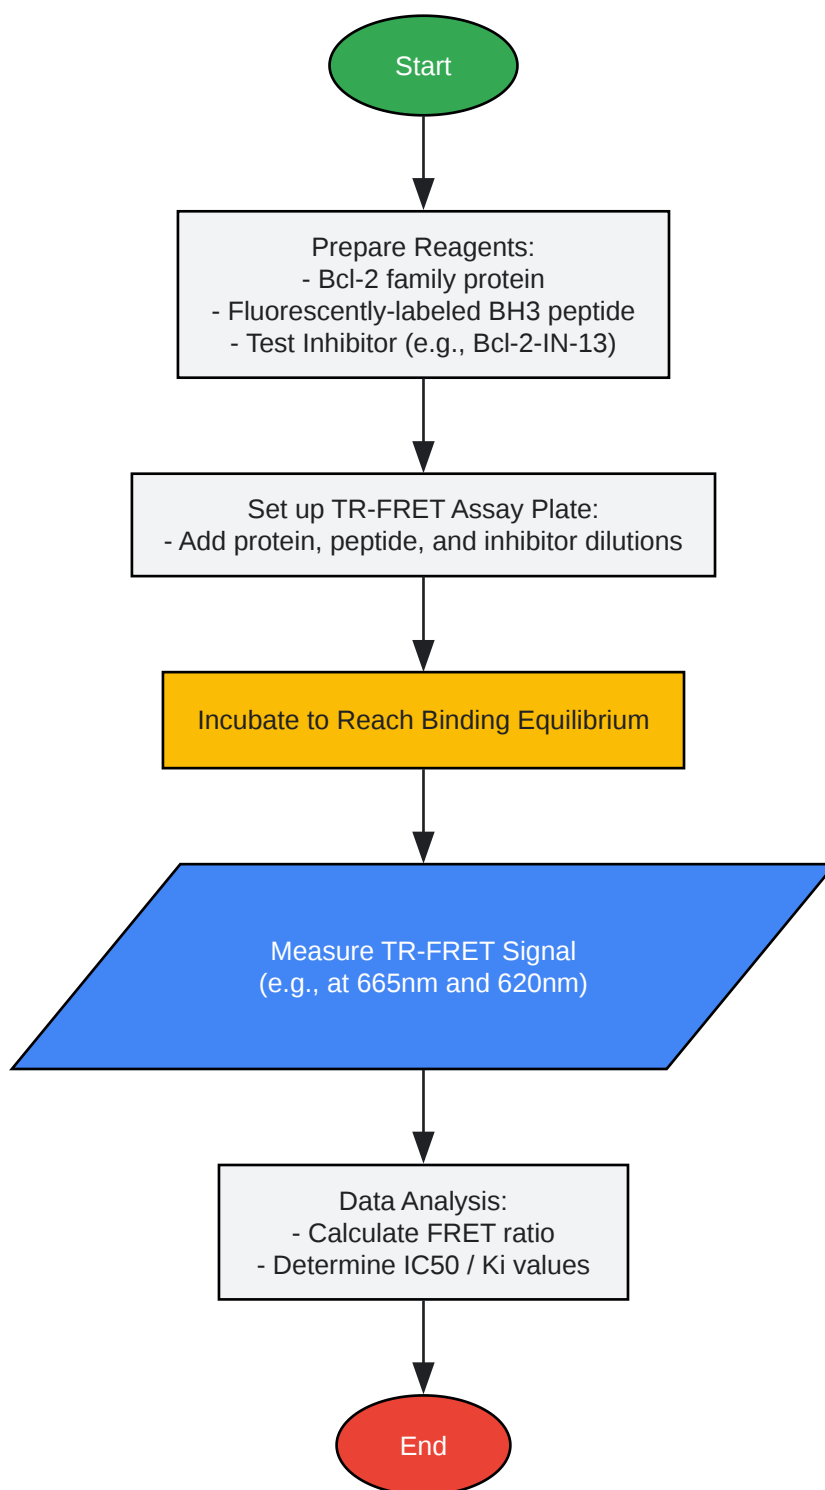 Start
Prepare Reagents:
- Bcl-2 family protein
- Fluorescently-labeled BH3 peptide
- Test Inhibitor (e.g., Bcl-2-IN-13)
Set up TR-FRET Assay Plate:
- Add protein, peptide, and inhibitor dilutions
Incubate to Reach Binding Equilibrium
Measure TR-FRET Signal
(e.g., at 665nm and 620nm)
Data Analysis:
- Calculate FRET ratio
- Determine IC50 / Ki values
End